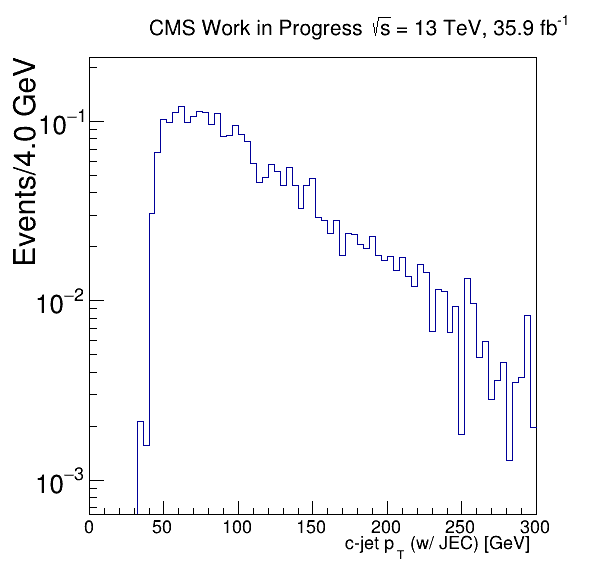 CMS Work in Progress √s = 13 TeV, 35.9 fb⁻¹
Events/4.0 GeV
10⁻¹
10⁻²
10⁻³
0 50 100 150 200 250 300
c-jet p_T (w/ JEC) [GeV]